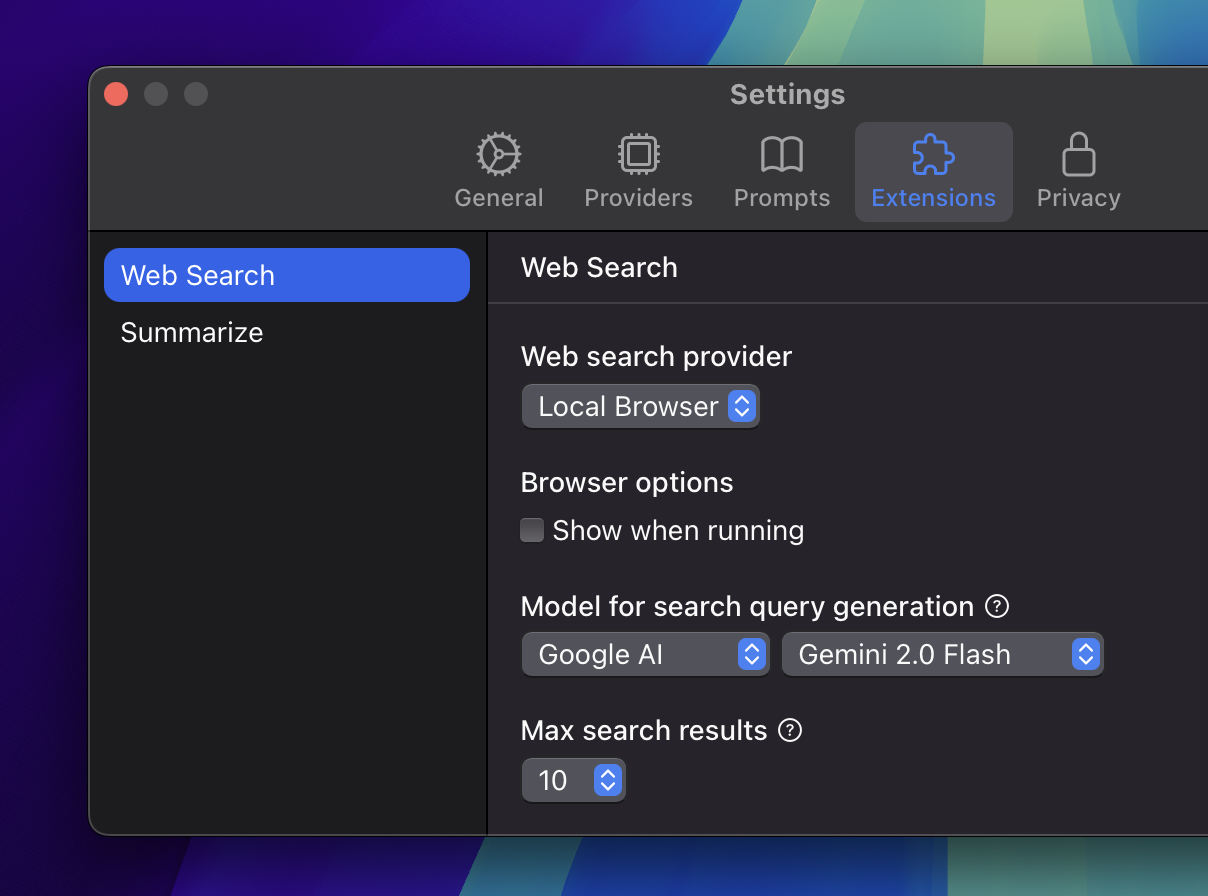 Settings
General Providers Prompts Extensions Privacy
Web Search
Summarize
Web Search
Web search provider
Local Browser
Browser options
Show when running
Model for search query generation ?
Google AI Gemini 2.0 Flash
Max search results ?
10